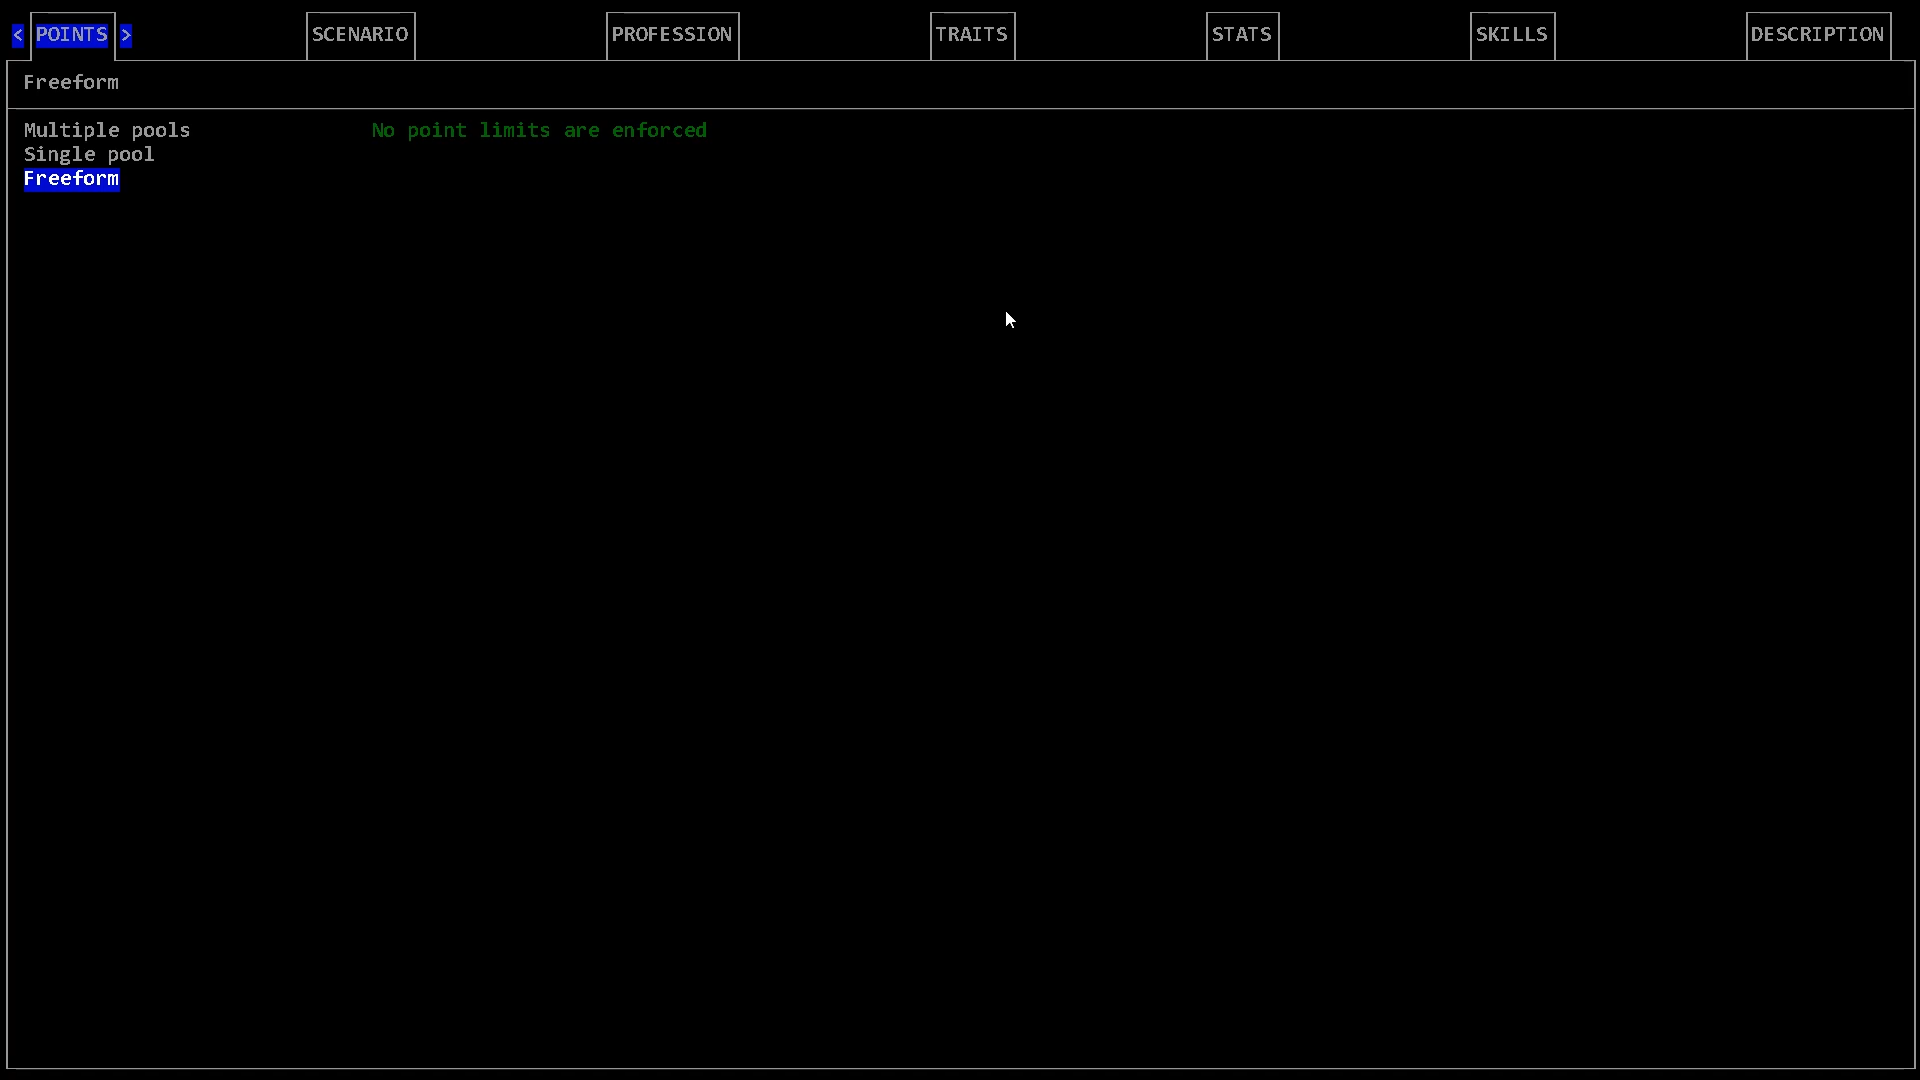 < POINTS > SCENARIO PROFESSION TRAITS STATS SKILLS DESCRIPTION
Freeform
Multiple pools No point limits are enforced
Single pool
Freeform